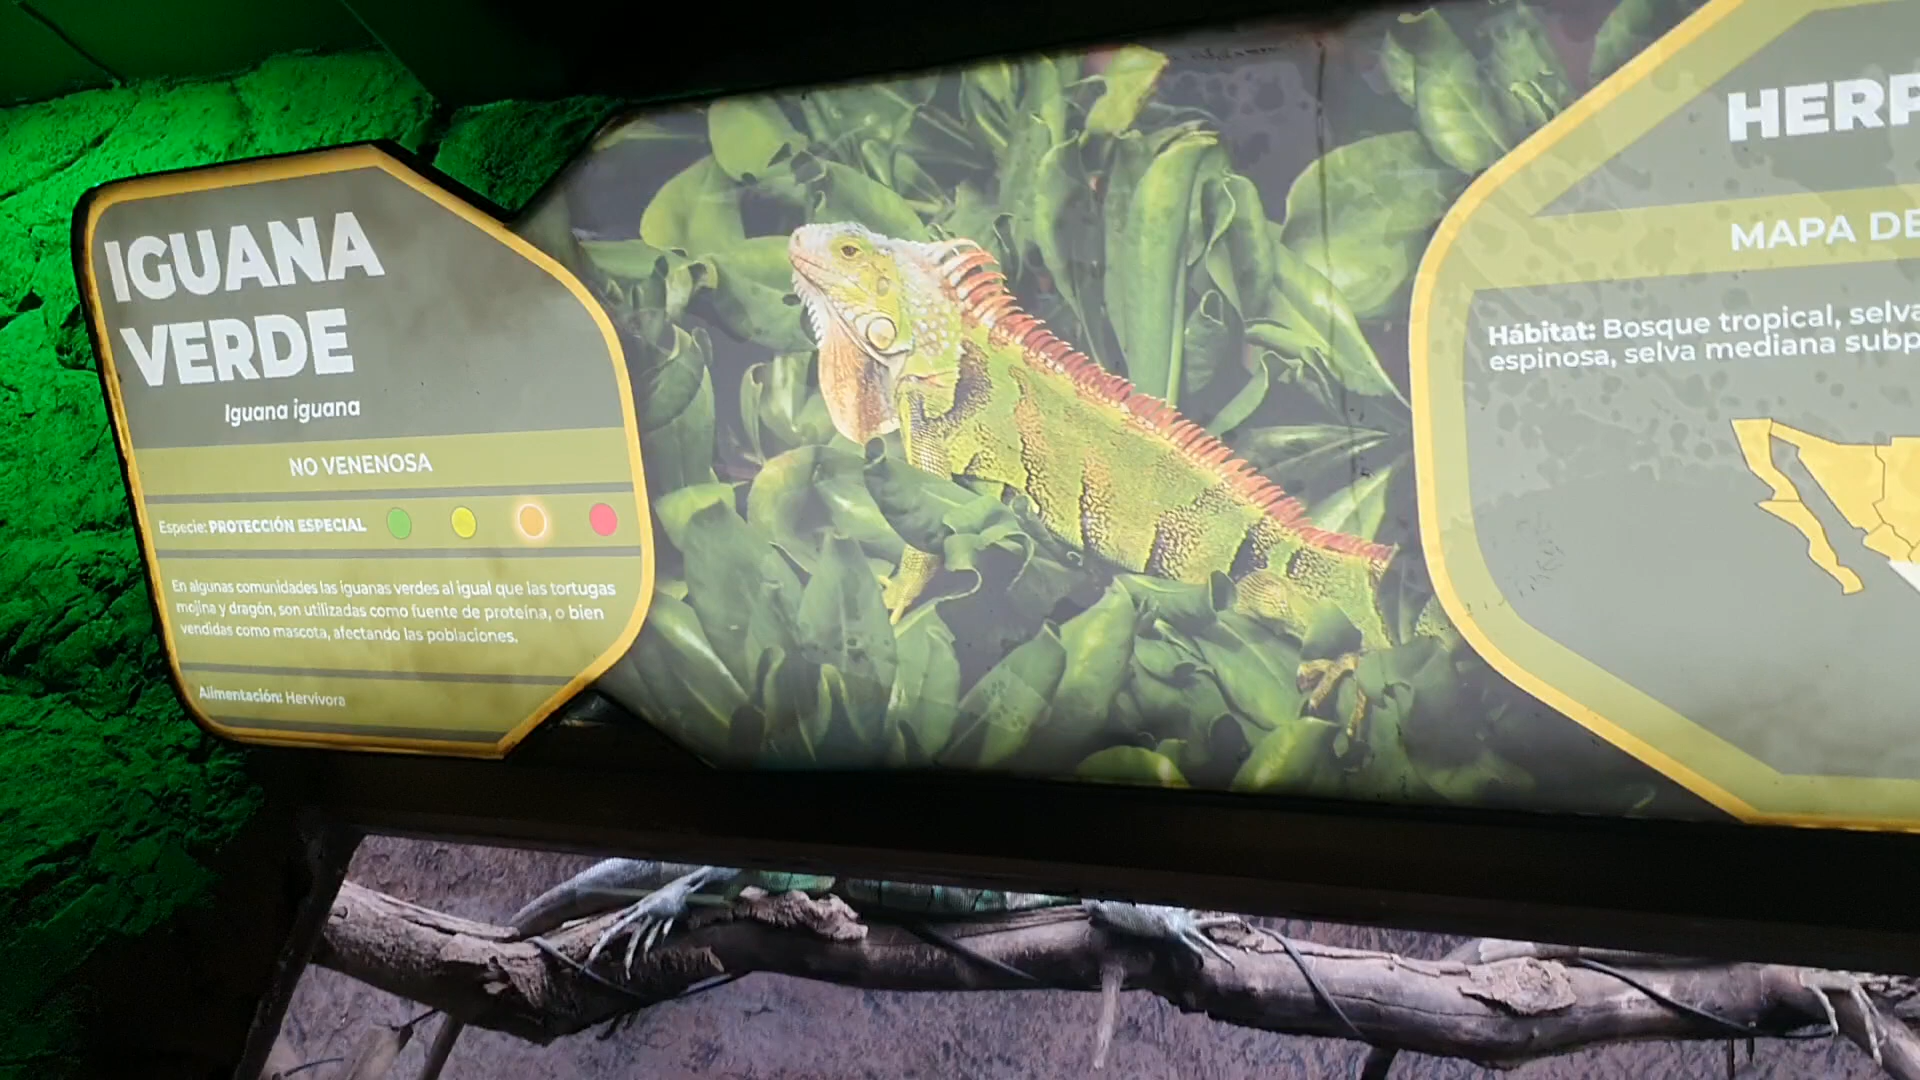 IGUANA
VERDE
Iguana iguana
NO VENENOSA
Especie: PROTECCIÓN ESPECIAL
En algunas comunidades las iguanas verdes al igual que las tortugas
mojina y dragón, son utilizadas como fuente de proteína, o bien
vendidas como mascota, afectando las poblaciones.
Alimentación: Hervívora
HERP
MAPA DE
Hábitat: Bosque tropical, selva
espinosa, selva mediana subp